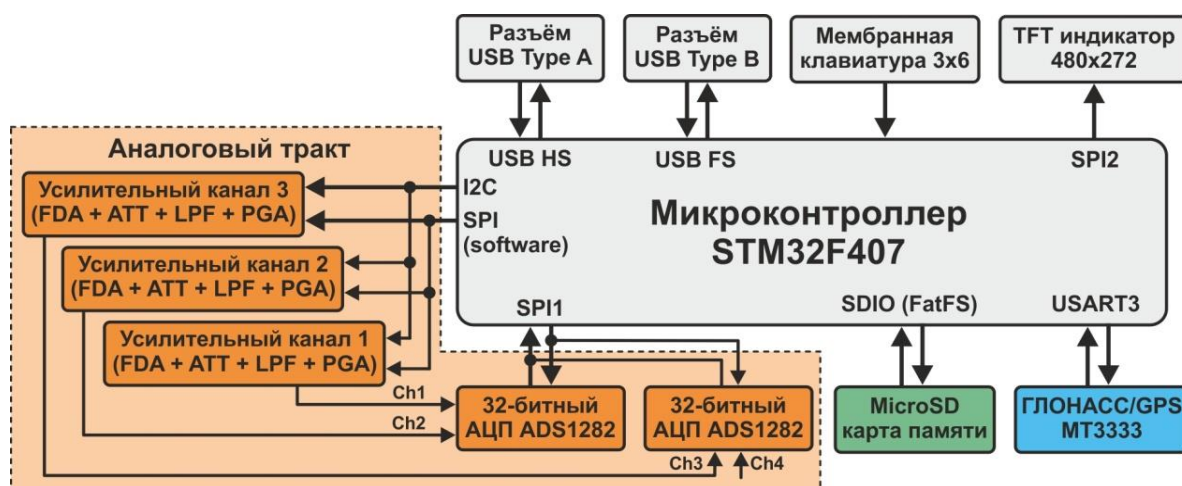 Разъём
USB Type A
Разъём
USB Type B
Мембранная
клавиатура 3x6
TFT индикатор
480x272
Аналоговый тракт
USB HS
USB FS
SPI2
Усилительный канал 3
(FDA + ATT + LPF + PGA)
I2C
SPI
(software)
Микроконтроллер
STM32F407
Усилительный канал 2
(FDA + ATT + LPF + PGA)
SPI1
SDIO (FatFS)
USART3
Усилительный канал 1
(FDA + ATT + LPF + PGA)
Ch1
Ch2
32-битный
АЦП ADS1282
32-битный
АЦП ADS1282
MicroSD
карта памяти
ГЛОНАСС/GPS
MT3333
Ch3
Ch4